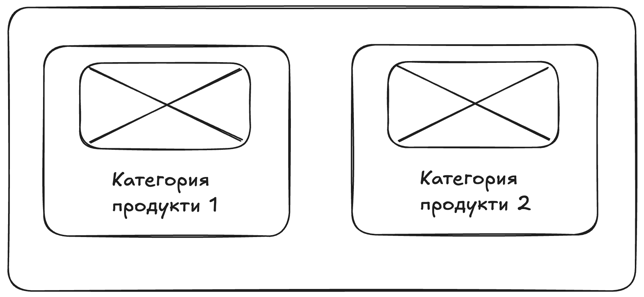 Категория
продукти 1
Категория
продукти 2